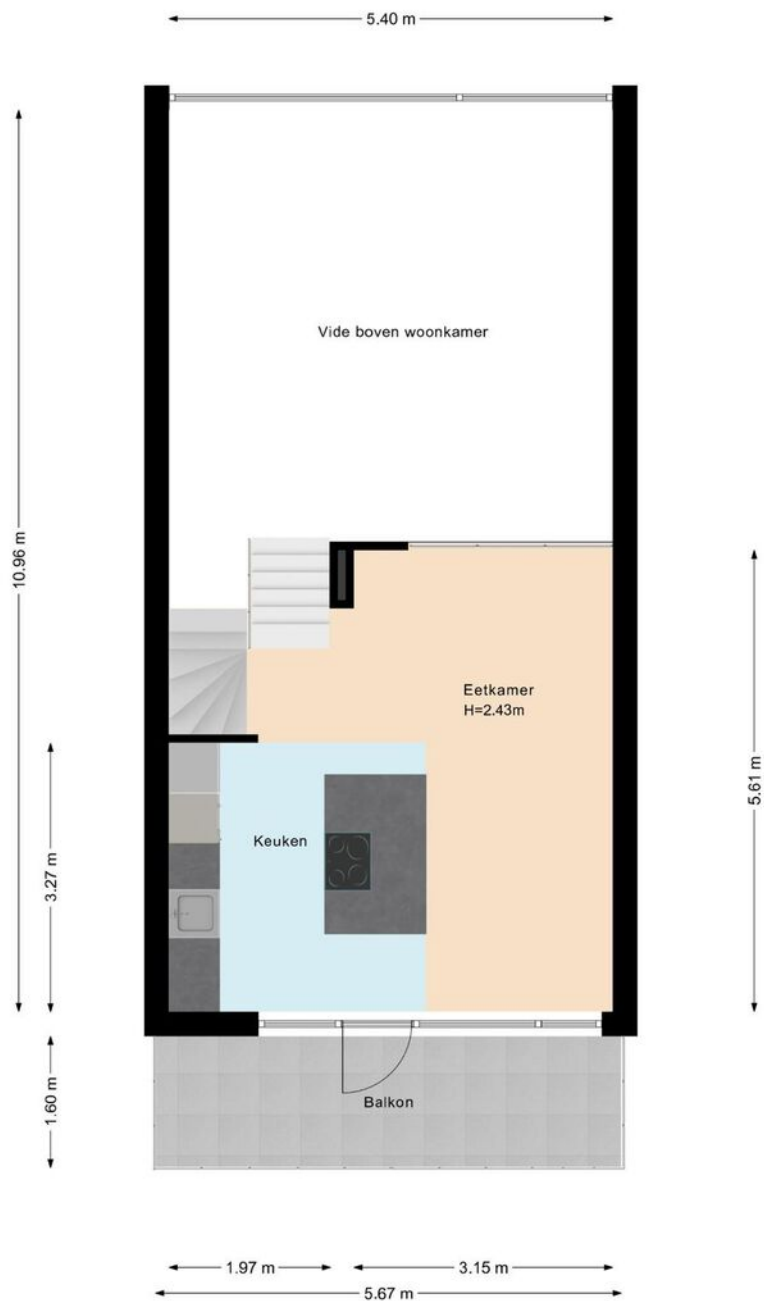 5.40 m
Vide boven woonkamer
10.96 m
Eetkamer
H=2.43m
5.61 m
Keuken
3.27 m
1.60 m
Balkon
1.97 m
3.15 m
5.67 m